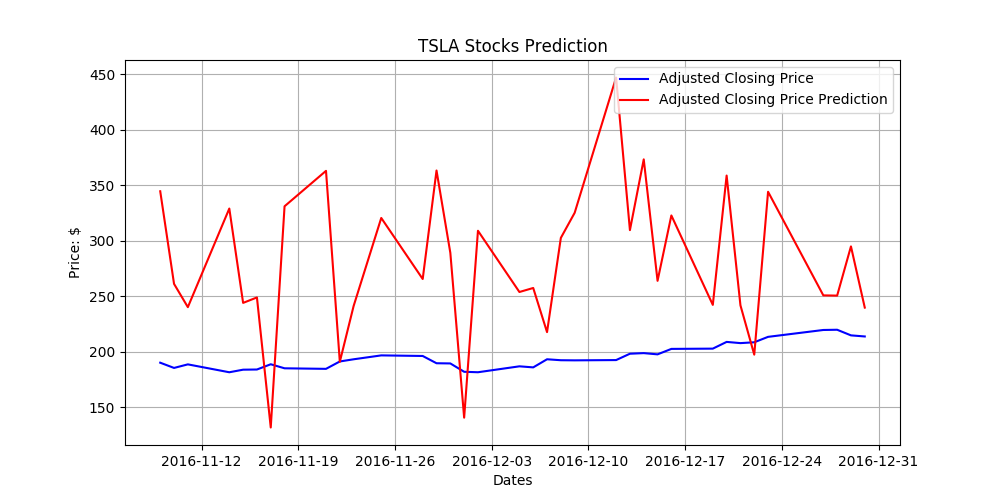 TSLA Stocks Prediction
Adjusted Closing Price
Adjusted Closing Price Prediction
450
400
350
300
250
200
150
Price: $
2016-11-12 2016-11-19 2016-11-26 2016-12-03 2016-12-10 2016-12-17 2016-12-24 2016-12-31
Dates